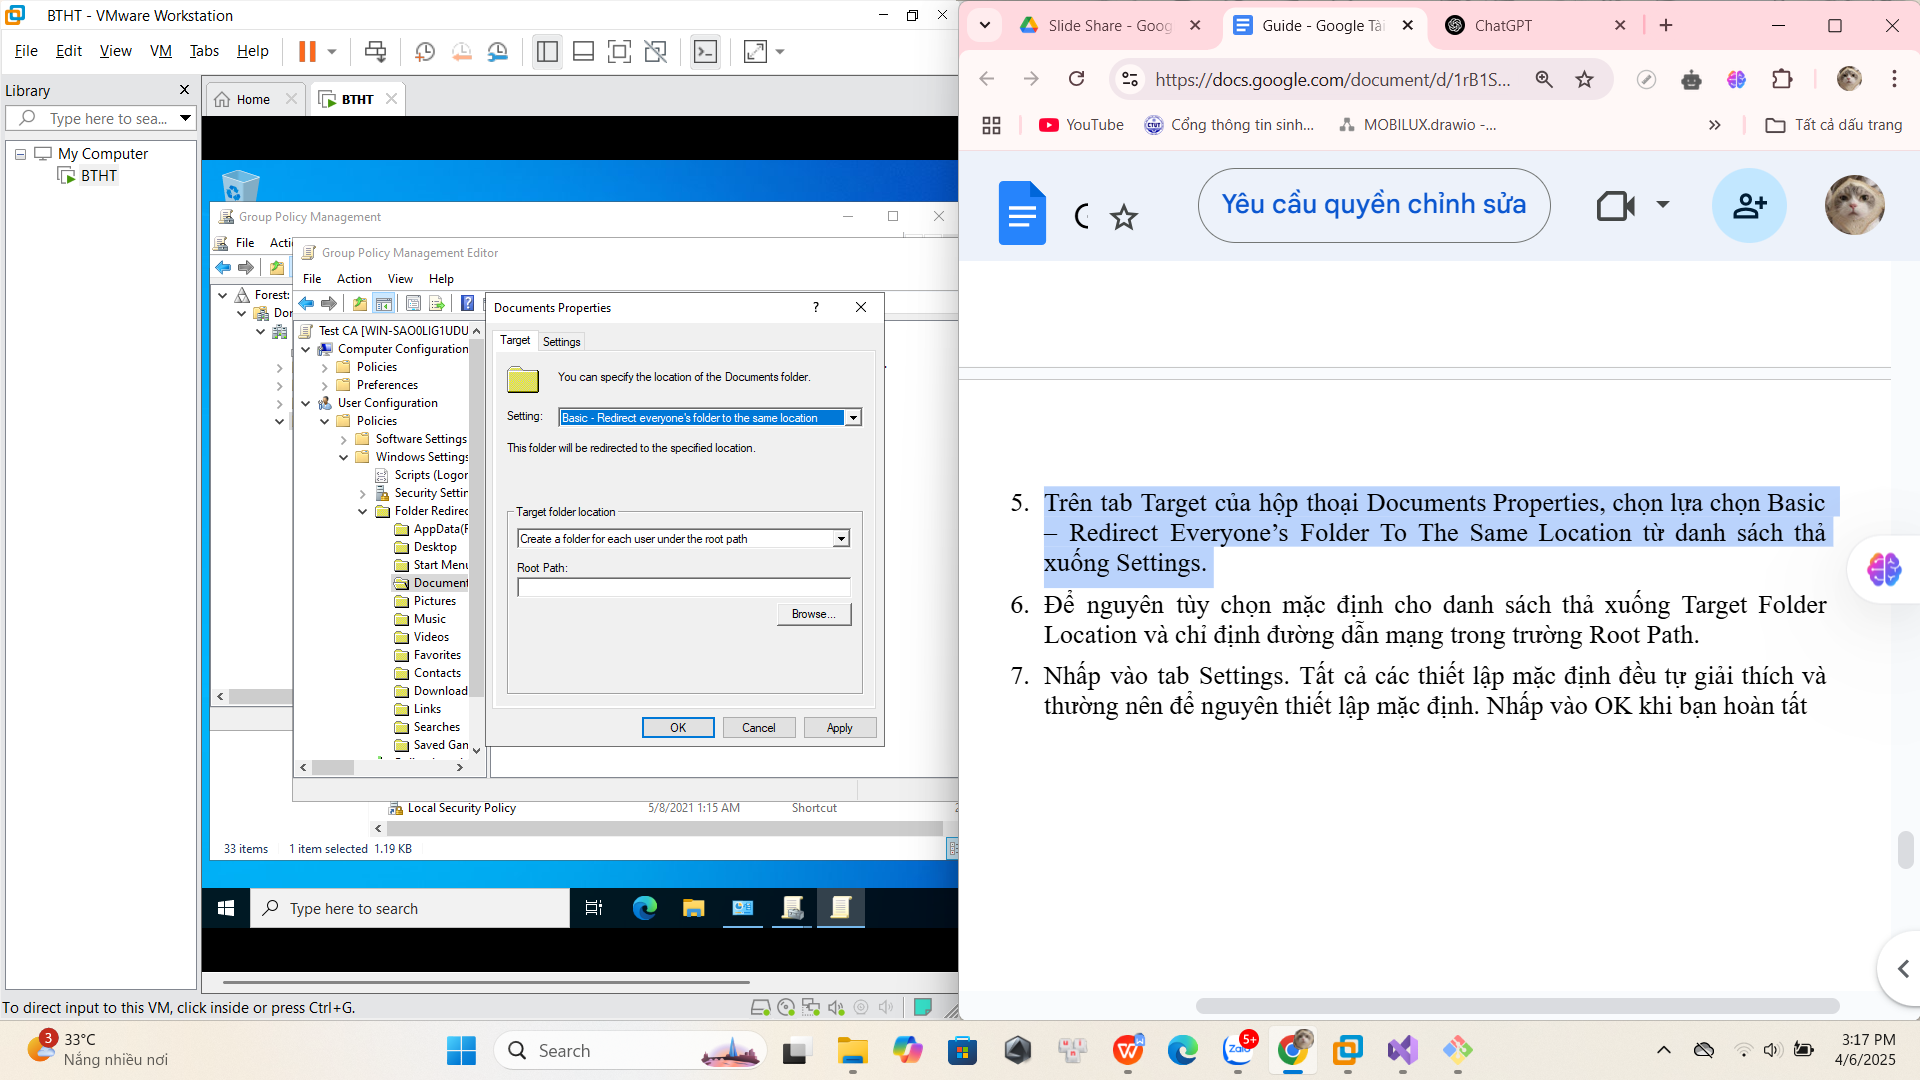 BTHT - VMware Workstation
File Edit View VM Tabs Help
Library
Type here to sea...
My Computer
BTHT
Home
BTHT
Group Policy Management
File
Group Policy Management Editor
File Action View Help
Forest:
Test CA [WIN-SAO0LIG1UDU
Computer Configuration
Policies
Preferences
User Configuration
Policies
Software Settings
Windows Settings
Scripts (Logor
Security Settin
Folder Redirec
AppData(F
Desktop
Start Menu
Document
Pictures
Music
Videos
Favorites
Contacts
Download
Links
Searches
Saved Gam
Documents Properties
?
Target Settings
You can specify the location of the Documents folder.
Setting: Basic - Redirect everyone's folder to the same location
This folder will be redirected to the specified location.
Target folder location
Create a folder for each user under the root path
Root Path:
Browse...
OK Cancel Apply
Local Security Policy 5/8/2021 1:15 AM Shortcut
33 items 1 item selected 1.19 KB
Type here to search
To direct input to this VM, click inside or press Ctrl+G.
Slide Share - Goog
Guide - Google Tài
ChatGPT
https://docs.google.com/document/d/1rB1S...
YouTube
Cổng thông tin sinh...
MOBILUX.drawio -...
Tất cả dấu trang
Yêu cầu quyền chỉnh sửa
5. Trên tab Target của hộp thoại Documents Properties, chọn lựa chọn Basic
– Redirect Everyone’s Folder To The Same Location từ danh sách thả
xuống Settings.
6. Để nguyên tùy chọn mặc định cho danh sách thả xuống Target Folder
Location và chỉ định đường dẫn mạng trong trường Root Path.
7. Nhấp vào tab Settings. Tất cả các thiết lập mặc định đều tự giải thích và
thường nên để nguyên thiết lập mặc định. Nhấp vào OK khi bạn hoàn tất
3
33°C
Nắng nhiều nơi
Search
Zalo
5+
3:17 PM
4/6/2025